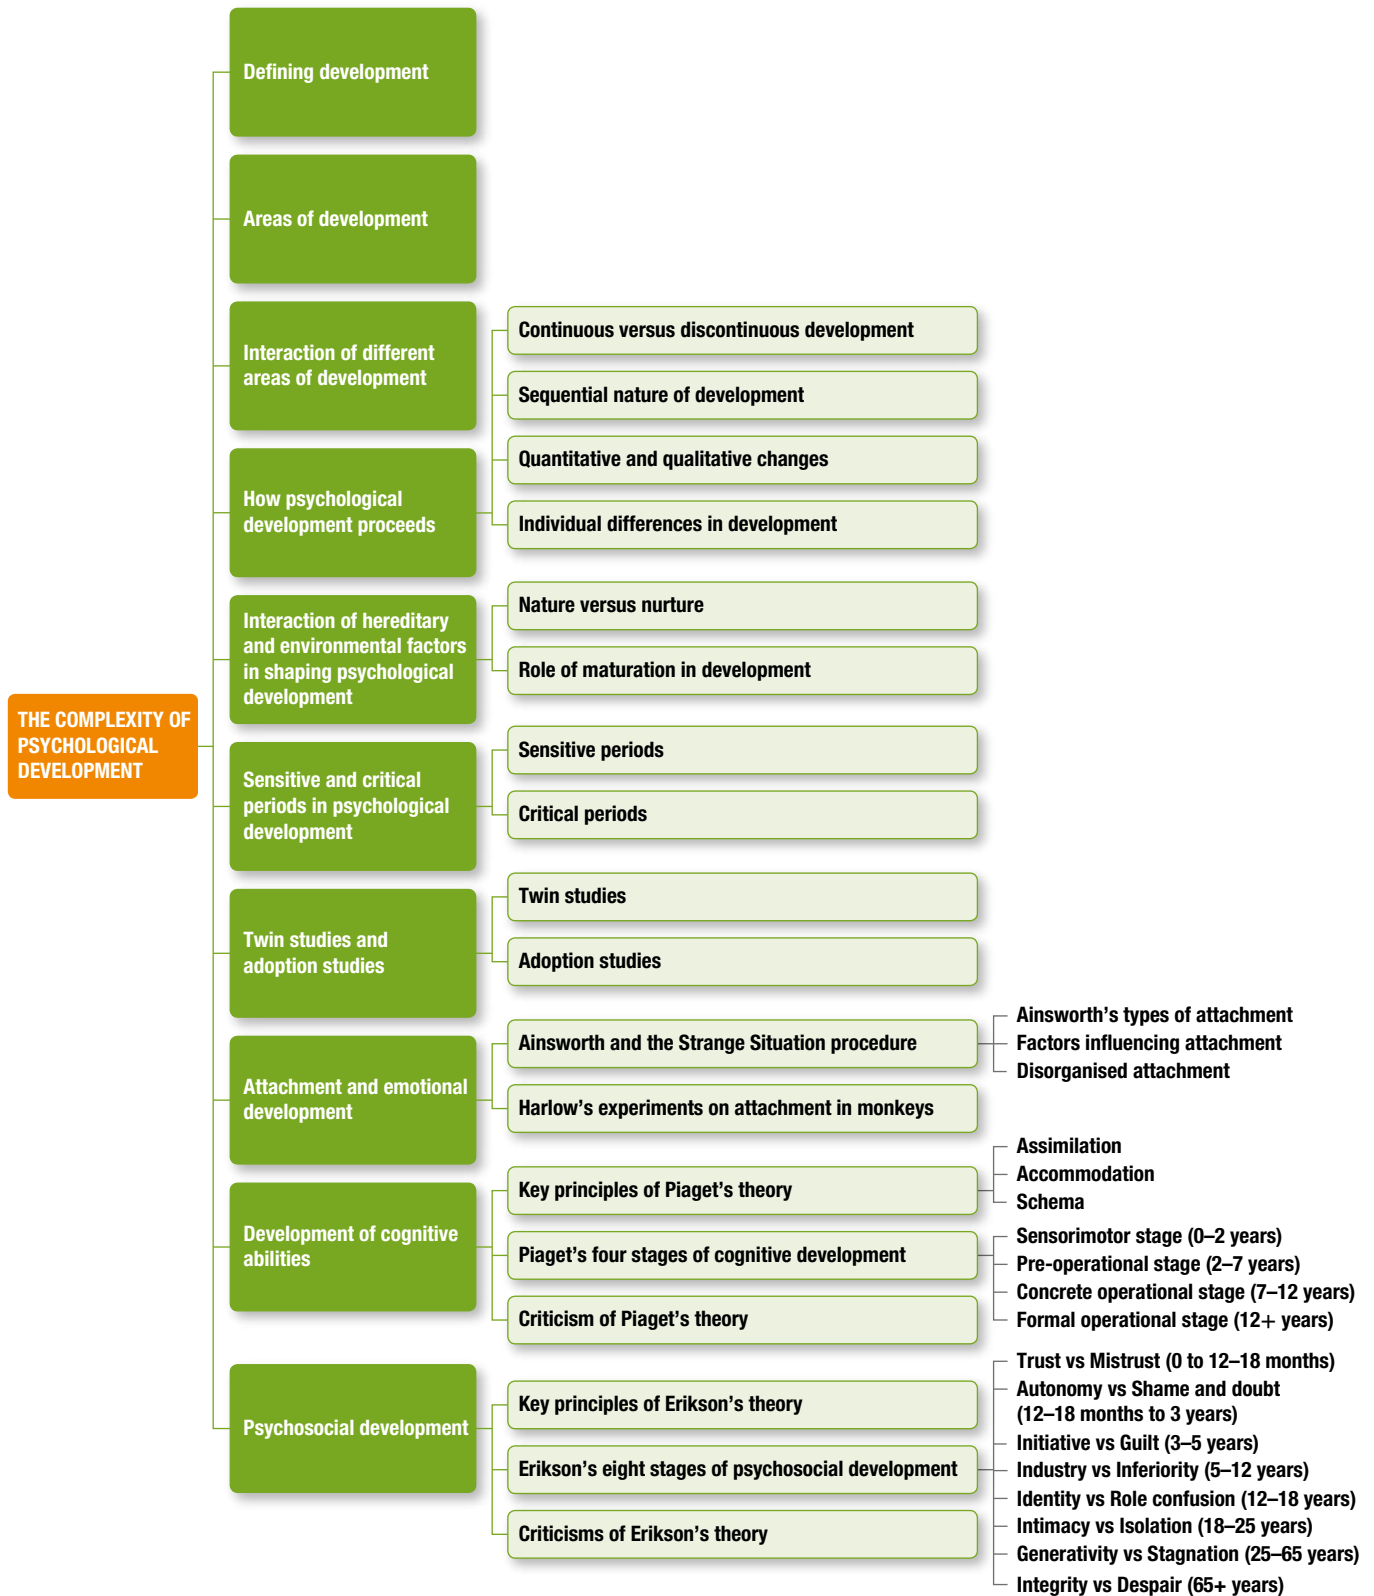 THE COMPLEXITY OF
PSYCHOLOGICAL
DEVELOPMENT
Defining development
Areas of development
Interaction of different
areas of development
How psychological
development proceeds
Continuous versus discontinuous development
Sequential nature of development
Quantitative and qualitative changes
Individual differences in development
Interaction of hereditary
and environmental factors
in shaping psychological
development
Nature versus nurture
Role of maturation in development
Sensitive and critical
periods in psychological
development
Sensitive periods
Critical periods
Twin studies and
adoption studies
Twin studies
Adoption studies
Attachment and emotional
development
Ainsworth and the Strange Situation procedure
Ainsworth’s types of attachment
Factors influencing attachment
Disorganised attachment
Harlow’s experiments on attachment in monkeys
Development of cognitive
abilities
Key principles of Piaget’s theory
Assimilation
Accommodation
Schema
Piaget’s four stages of cognitive development
Sensorimotor stage (0–2 years)
Pre-operational stage (2–7 years)
Concrete operational stage (7–12 years)
Formal operational stage (12+ years)
Criticism of Piaget’s theory
Psychosocial development
Key principles of Erikson’s theory
Erikson’s eight stages of psychosocial development
Trust vs Mistrust (0 to 12–18 months)
Autonomy vs Shame and doubt
(12–18 months to 3 years)
Initiative vs Guilt (3–5 years)
Industry vs Inferiority (5–12 years)
Identity vs Role confusion (12–18 years)
Intimacy vs Isolation (18–25 years)
Generativity vs Stagnation (25–65 years)
Integrity vs Despair (65+ years)
Criticisms of Erikson’s theory